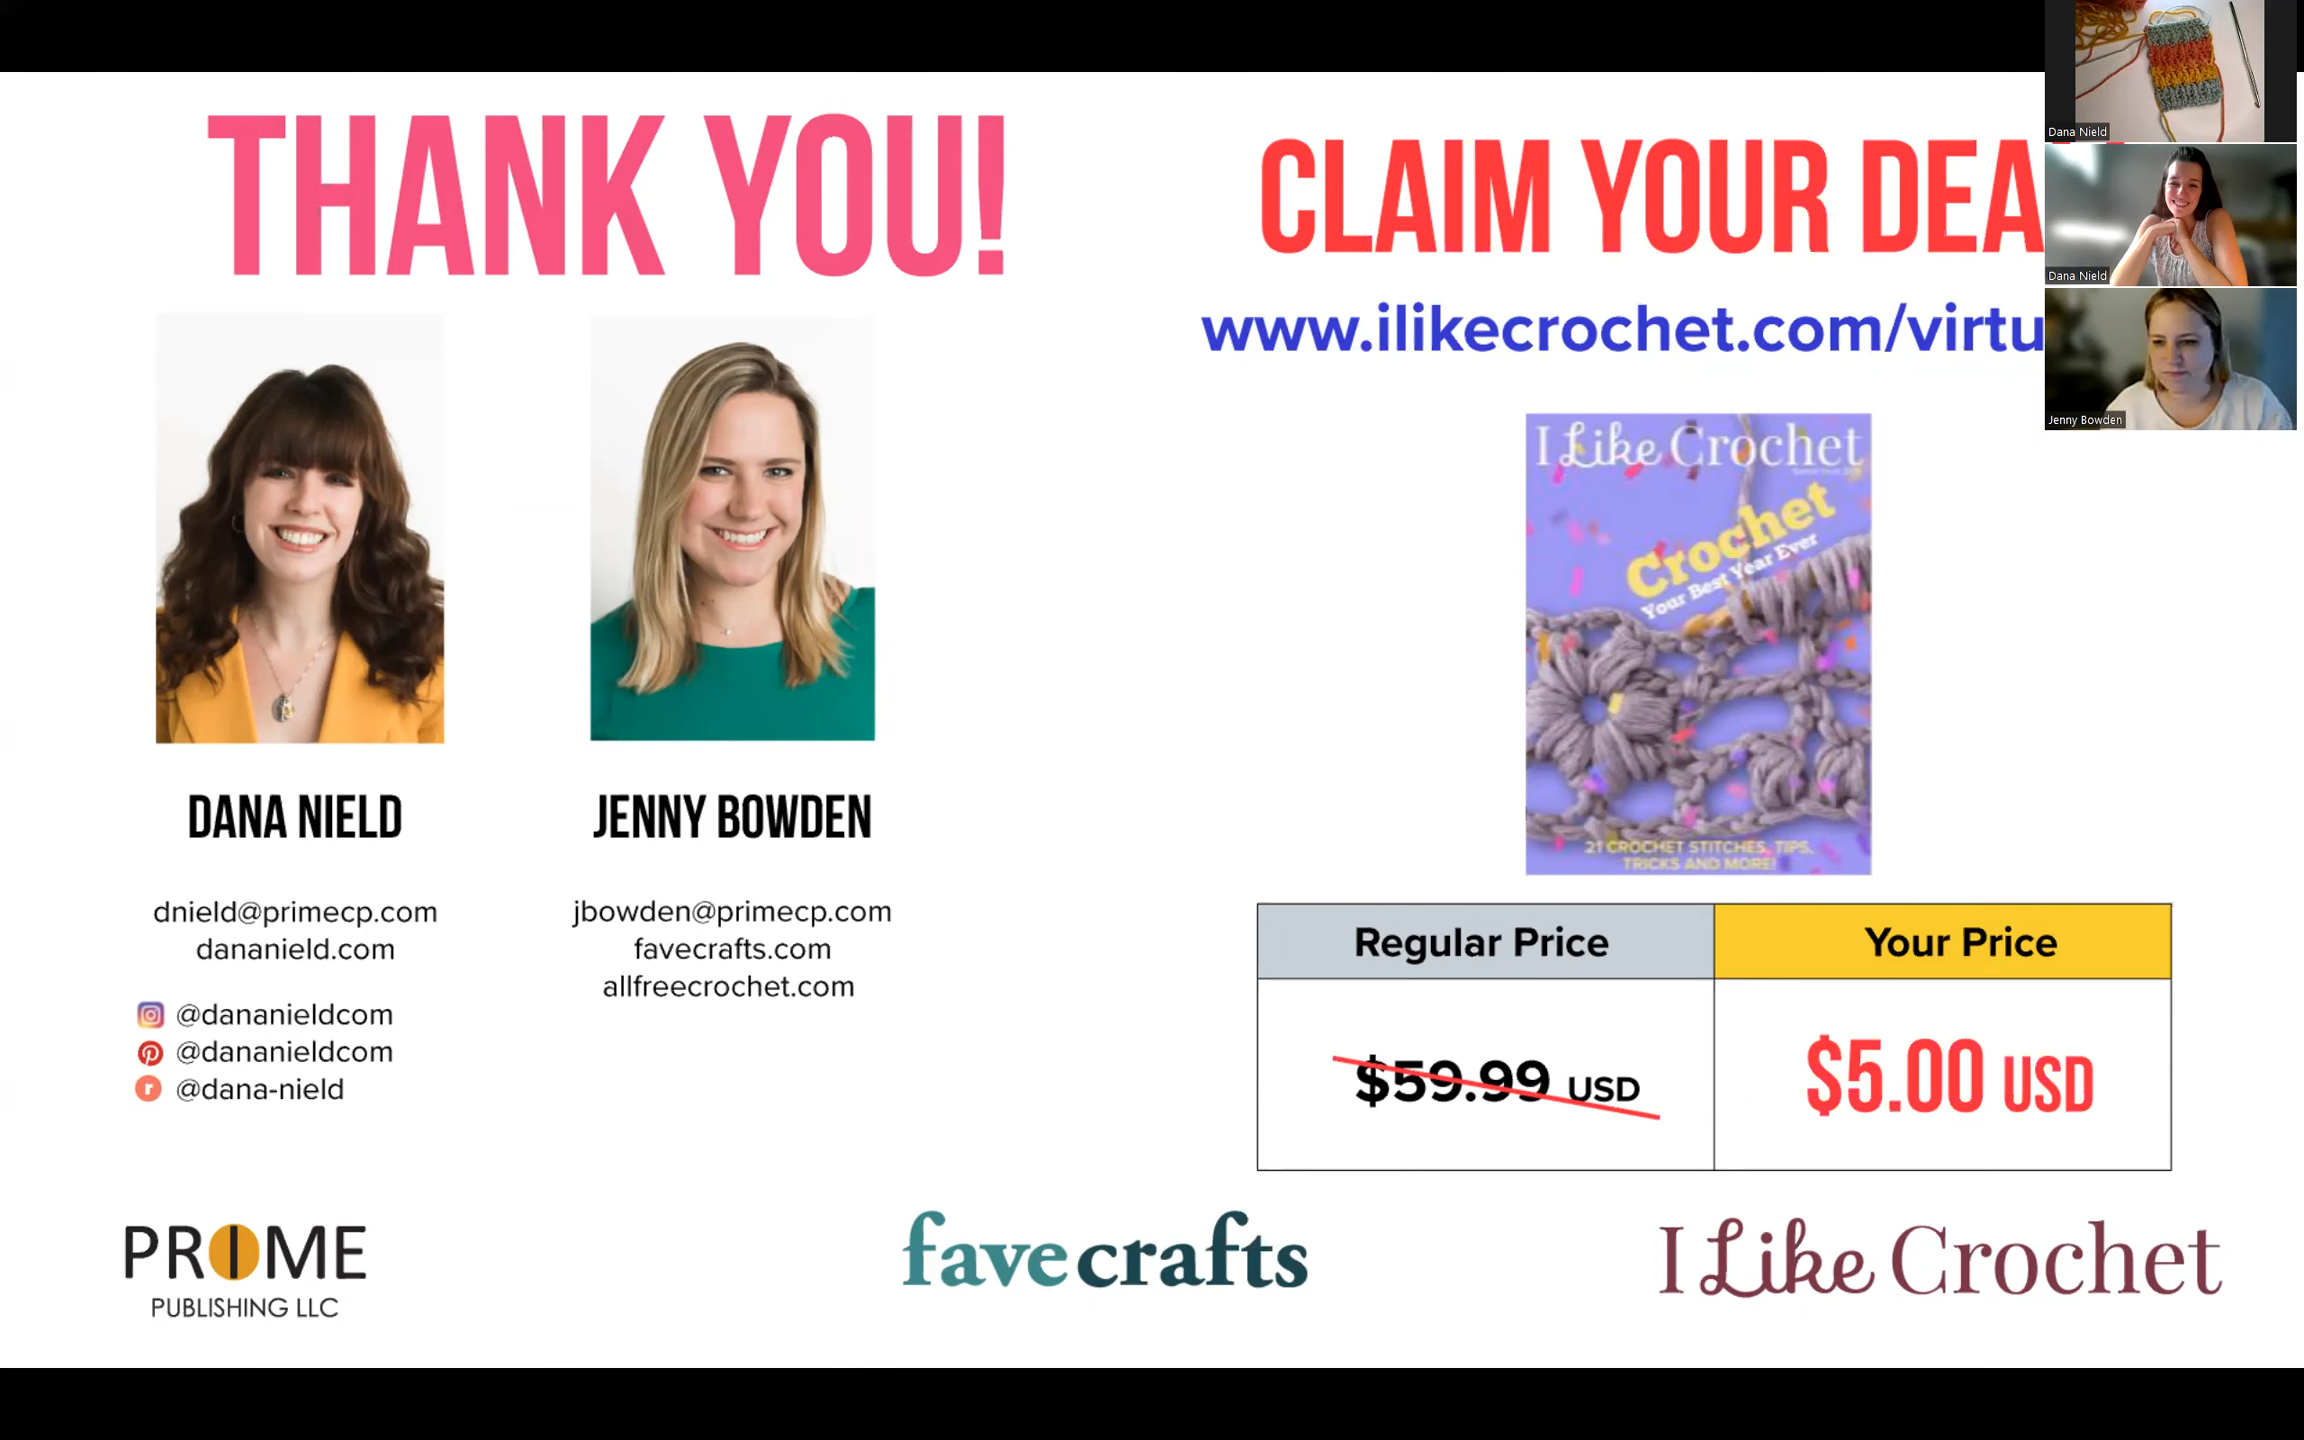 THANK YOU!
DANA NIELD
dnield@primecp.com
dananield.com
@dananieldcom
@dananieldcom
@dana-nield
JENNY BOWDEN
jbowden@primecp.com
favecrafts.com
allfreecrochet.com
CLAIM YOUR DEA
www.ilikecrochet.com/virtu
I Like Crochet
Crochet
Your Best Year Ever
21 CROCHET STITCHES, TIPS,
TRICKS AND MORE!
Regular Price
Your Price
$59.99 USD
$5.00 USD
PRIME
PUBLISHING LLC
favecrafts
I Like Crochet
Dana Nield
Dana Nield
Jenny Bowden